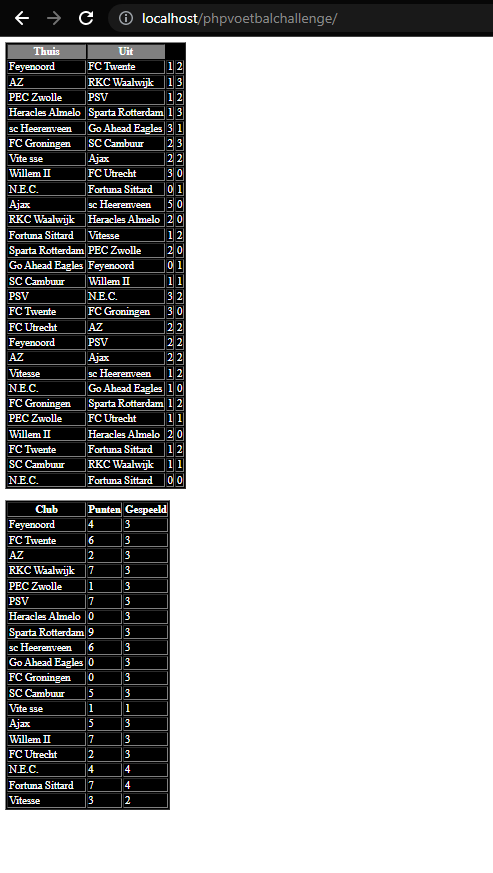 localhost/phpvoetbalchallenge/
Thuis Uit
Feyenoord FC Twente 1 2
AZ RKC Waalwijk 1 3
PEC Zwolle PSV 1 2
Heracles Almelo Sparta Rotterdam 1 3
sc Heerenveen Go Ahead Eagles 3 1
FC Groningen SC Cambuur 2 3
Vite sse Ajax 2 2
Willem II FC Utrecht 3 0
N.E.C. Fortuna Sittard 0 1
Ajax sc Heerenveen 5 0
RKC Waalwijk Heracles Almelo 2 0
Fortuna Sittard Vitesse 1 2
Sparta Rotterdam PEC Zwolle 2 0
Go Ahead Eagles Feyenoord 0 1
SC Cambuur Willem II 1 1
PSV N.E.C. 3 2
FC Twente FC Groningen 3 0
FC Utrecht AZ 2 2
Feyenoord PSV 2 2
AZ Ajax 2 2
Vitesse sc Heerenveen 1 2
N.E.C. Go Ahead Eagles 1 0
FC Groningen Sparta Rotterdam 1 2
PEC Zwolle FC Utrecht 1 1
Willem II Heracles Almelo 2 0
FC Twente Fortuna Sittard 1 2
SC Cambuur RKC Waalwijk 1 1
N.E.C. Fortuna Sittard 0 0
Club Punten Gespeeld
Feyenoord 4 3
FC Twente 6 3
AZ 2 3
RKC Waalwijk 7 3
PEC Zwolle 1 3
PSV 7 3
Heracles Almelo 0 3
Sparta Rotterdam 9 3
sc Heerenveen 6 3
Go Ahead Eagles 0 3
FC Groningen 0 3
SC Cambuur 5 3
Vite sse 1 1
Ajax 5 3
Willem II 7 3
FC Utrecht 2 3
N.E.C. 4 4
Fortuna Sittard 7 4
Vitesse 3 2